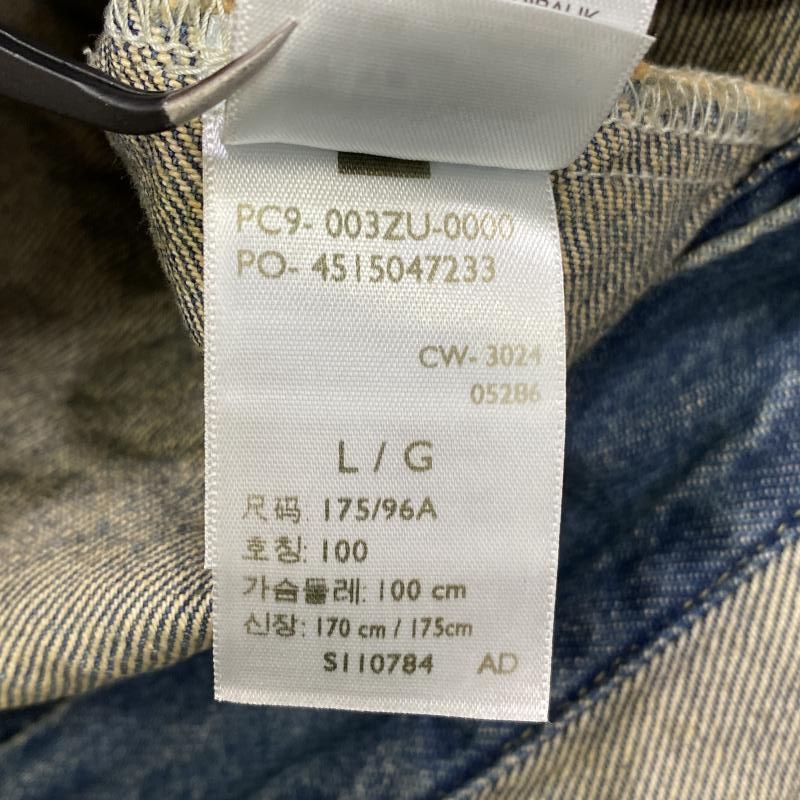 PC9- 003ZU-0000
PO- 4515047233
CW- 3024
05286
L / G
尺码: 175/96A
호칭: 100
가슴둘레: 100 cm
신장: 170 cm / 175cm
S110784 AD